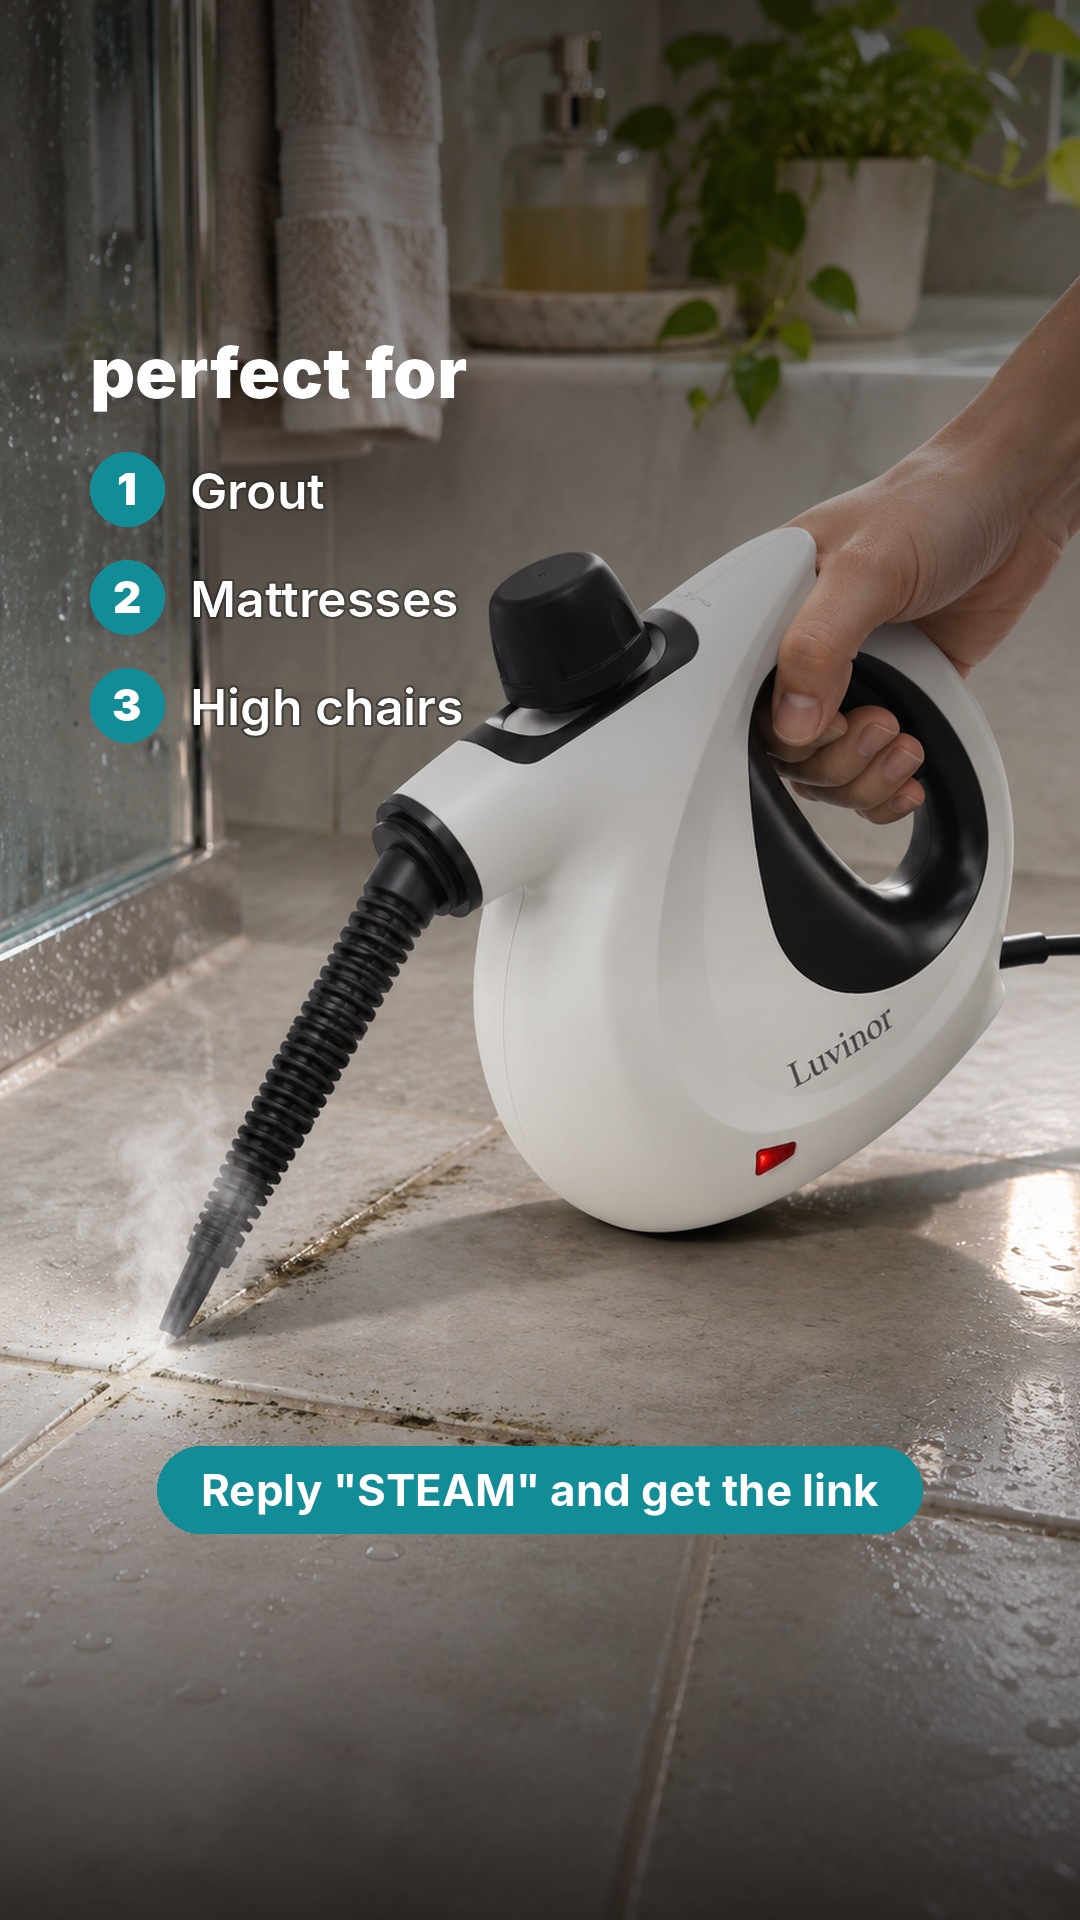 perfect for
1 Grout
2 Mattresses
3 High chairs
Luvinor
Reply "STEAM" and get the link